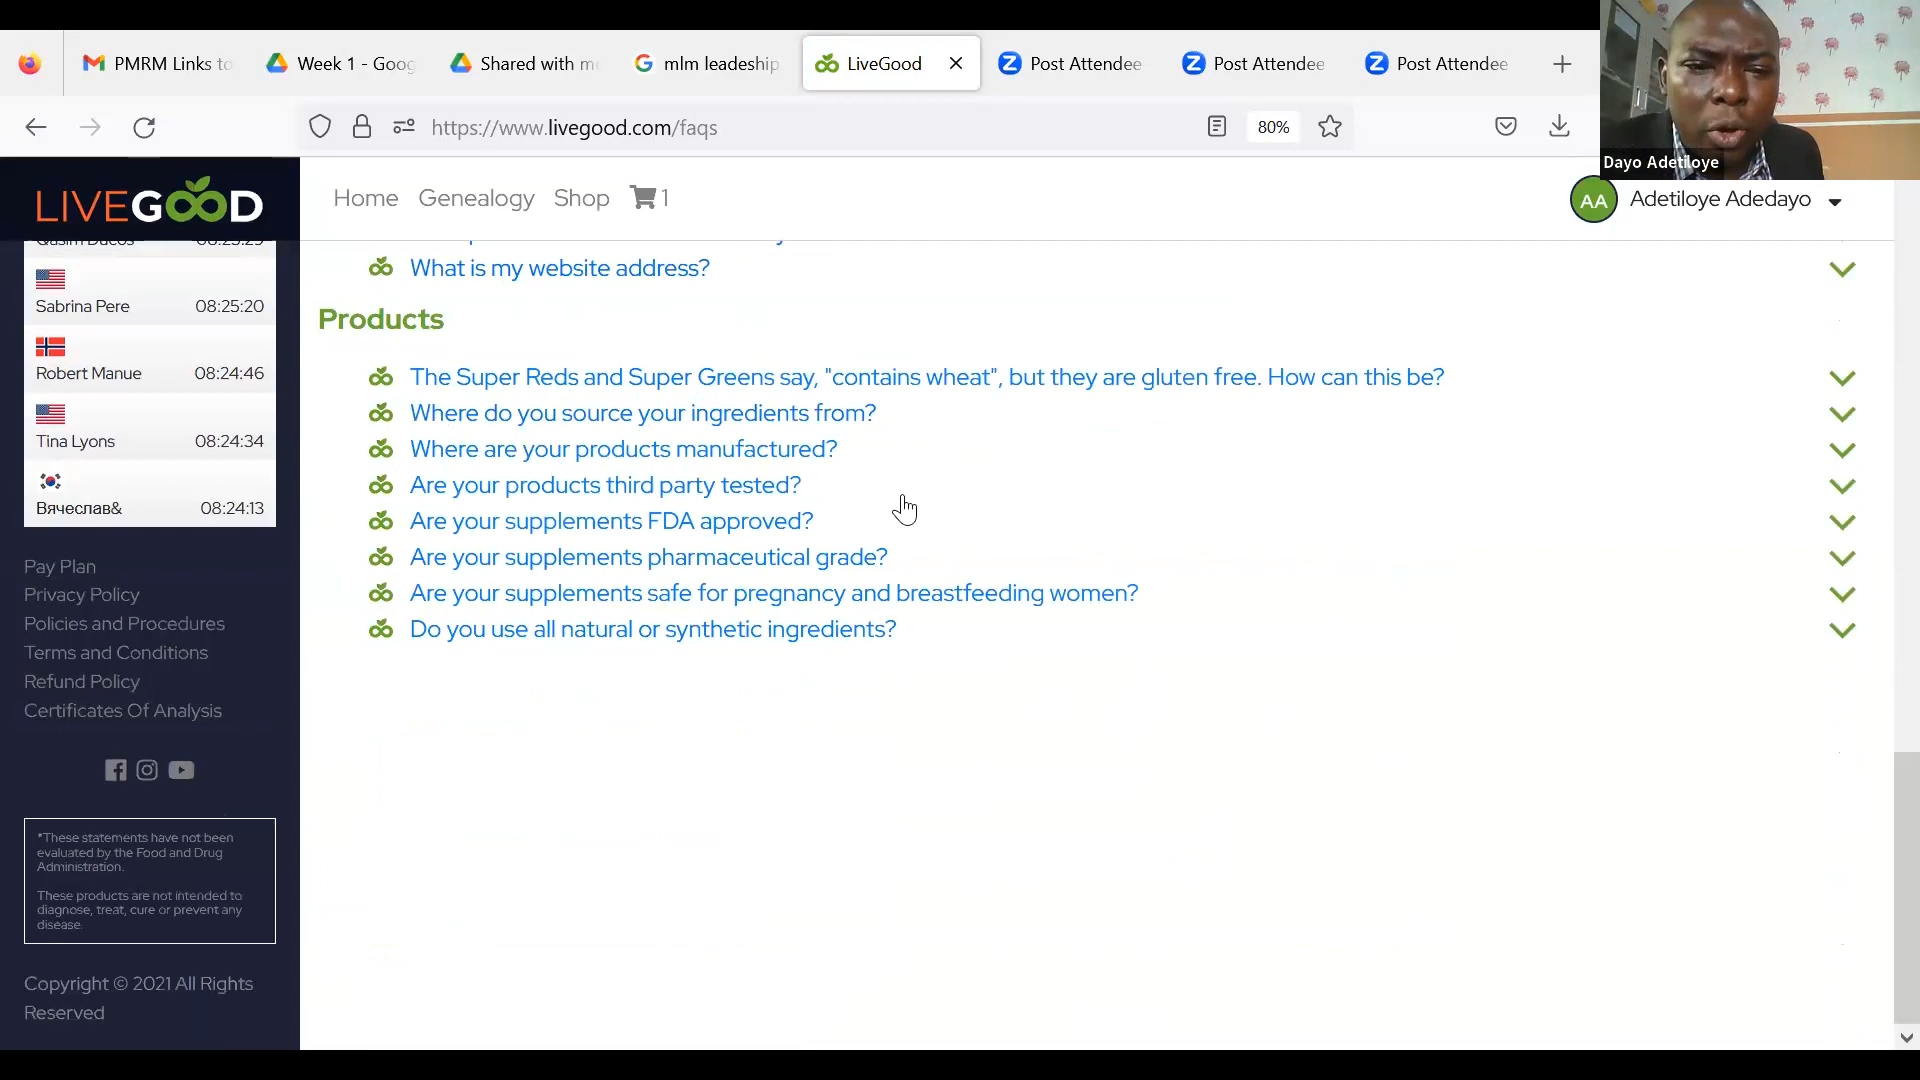 PMRM Links to
Week 1 - Goog
Shared with me
mlm leadeship
LiveGood
Post Attendee
Post Attendee
Post Attendee
https://www.livegood.com/faqs
80%
Dayo Adetiloye
LIVEGOOD
Home
Genealogy
Shop
1
AA
Adetiloye Adedayo
Qasim Ducos 08:25:29
Sabrina Pere 08:25:20
Robert Manue 08:24:46
Tina Lyons 08:24:34
Вячеслав& 08:24:13
Pay Plan
Privacy Policy
Policies and Procedures
Terms and Conditions
Refund Policy
Certificates Of Analysis
*These statements have not been
evaluated by the Food and Drug
Administration.
These products are not intended to
diagnose, treat, cure or prevent any
disease.
Copyright © 2021 All Rights
Reserved
What is my website address?
Products
The Super Reds and Super Greens say, "contains wheat", but they are gluten free. How can this be?
Where do you source your ingredients from?
Where are your products manufactured?
Are your products third party tested?
Are your supplements FDA approved?
Are your supplements pharmaceutical grade?
Are your supplements safe for pregnancy and breastfeeding women?
Do you use all natural or synthetic ingredients?